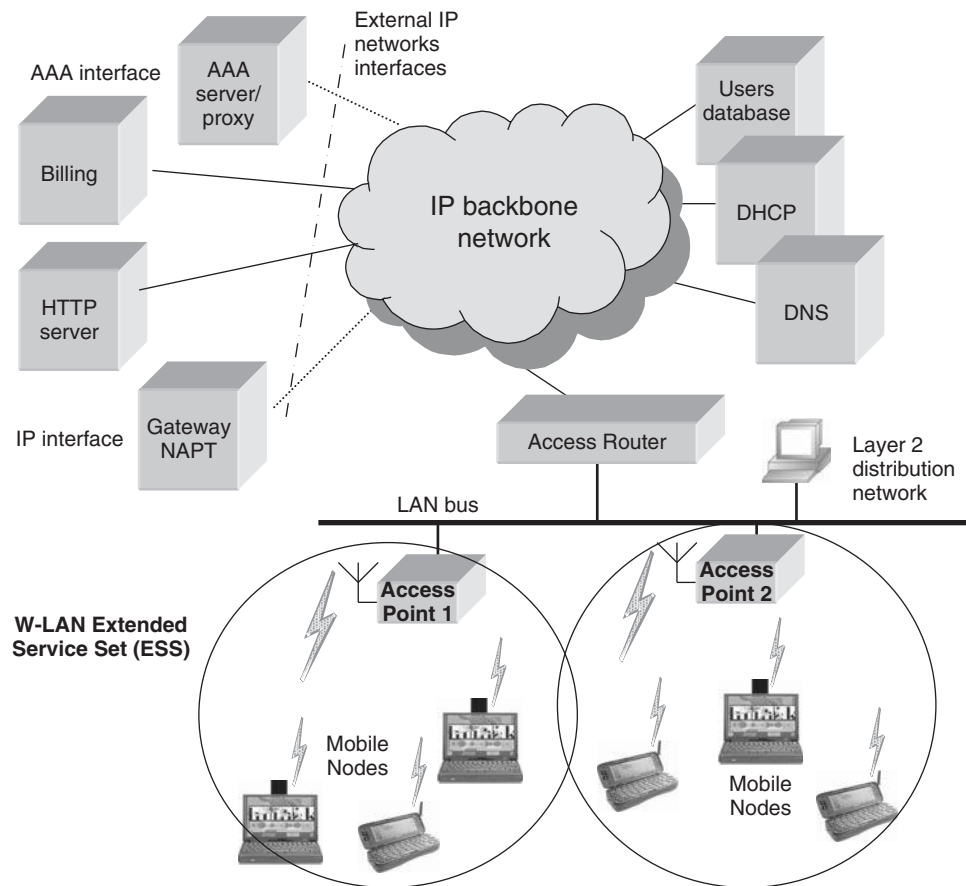 External IP
networks
interfaces
AAA interface
AAA
server/
proxy
Users
database
Billing
IP backbone
network
DHCP
HTTP
server
DNS
IP interface
Gateway
NAPT
Access Router
Layer 2
distribution
network
LAN bus
Access
Point 1
Access
Point 2
W-LAN Extended
Service Set (ESS)
Mobile
Nodes
Mobile
Nodes